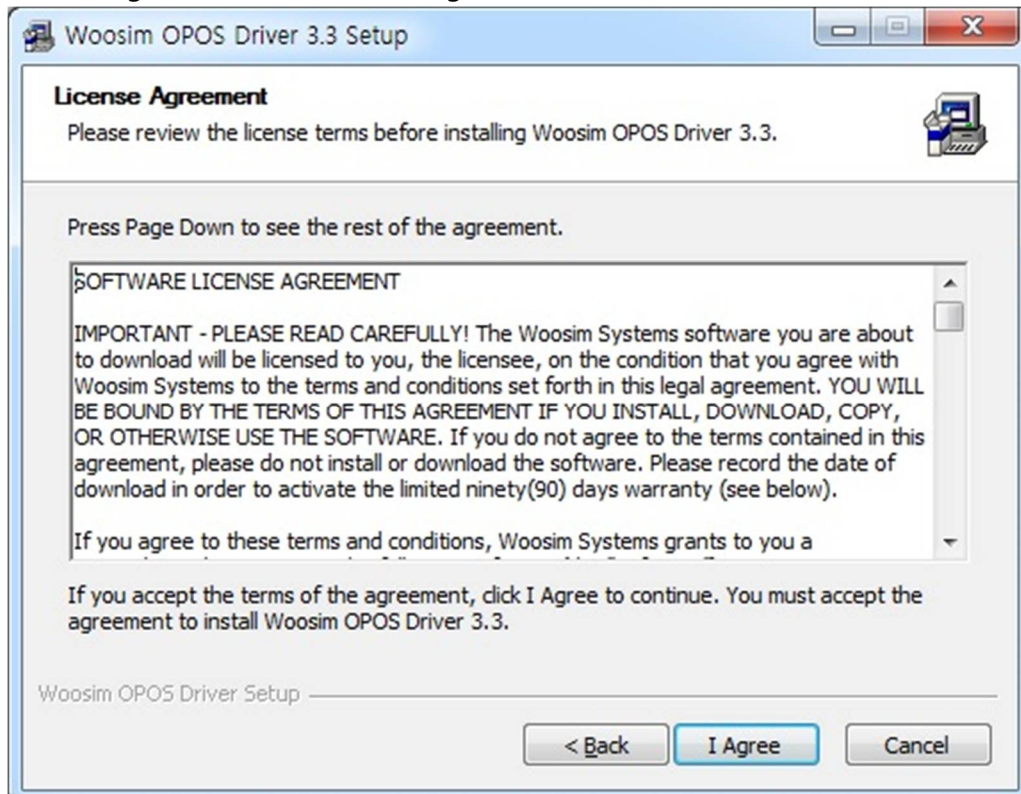 Woosim OPOS Driver 3.3 Setup
License Agreement
Please review the license terms before installing Woosim OPOS Driver 3.3.
Press Page Down to see the rest of the agreement.
SOFTWARE LICENSE AGREEMENT
IMPORTANT - PLEASE READ CAREFULLY! The Woosim Systems software you are about
to download will be licensed to you, the licensee, on the condition that you agree with
Woosim Systems to the terms and conditions set forth in this legal agreement. YOU WILL
BE BOUND BY THE TERMS OF THIS AGREEMENT IF YOU INSTALL, DOWNLOAD, COPY,
OR OTHERWISE USE THE SOFTWARE. If you do not agree to the terms contained in this
agreement, please do not install or download the software. Please record the date of
download in order to activate the limited ninety(90) days warranty (see below).
If you agree to these terms and conditions, Woosim Systems grants to you a
If you accept the terms of the agreement, click I Agree to continue. You must accept the
agreement to install Woosim OPOS Driver 3.3.
Woosim OPOS Driver Setup
< Back
I Agree
Cancel